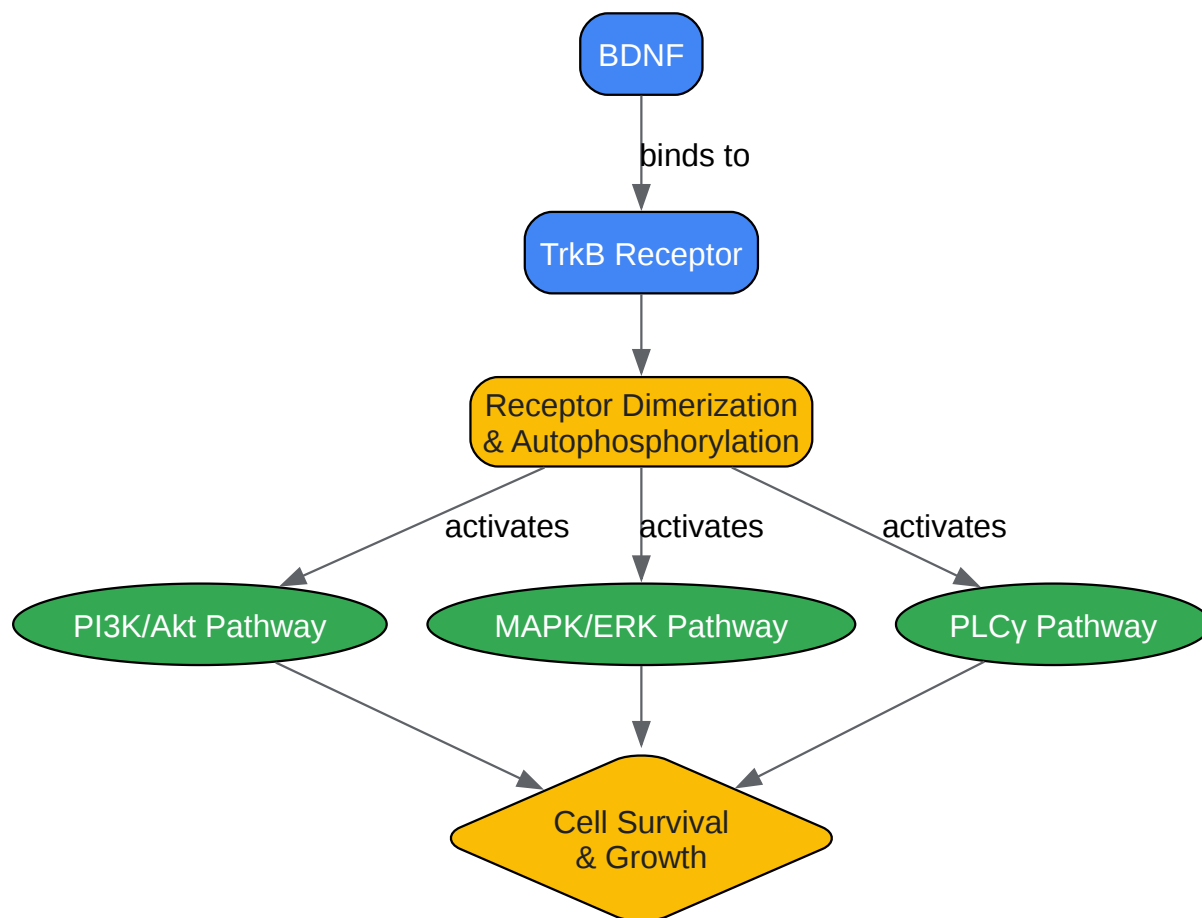 BDNF
binds to
TrkB Receptor
Receptor Dimerization
& Autophosphorylation
activates
activates
activates
PI3K/Akt Pathway
MAPK/ERK Pathway
PLCγ Pathway
Cell Survival
& Growth